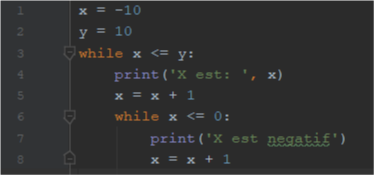 1 x = -10
2 y = 10
3 while x <= y:
4     print('X est: ', x)
5     x = x + 1
6     while x <= 0:
7         print('X est negatif')
8         x = x + 1